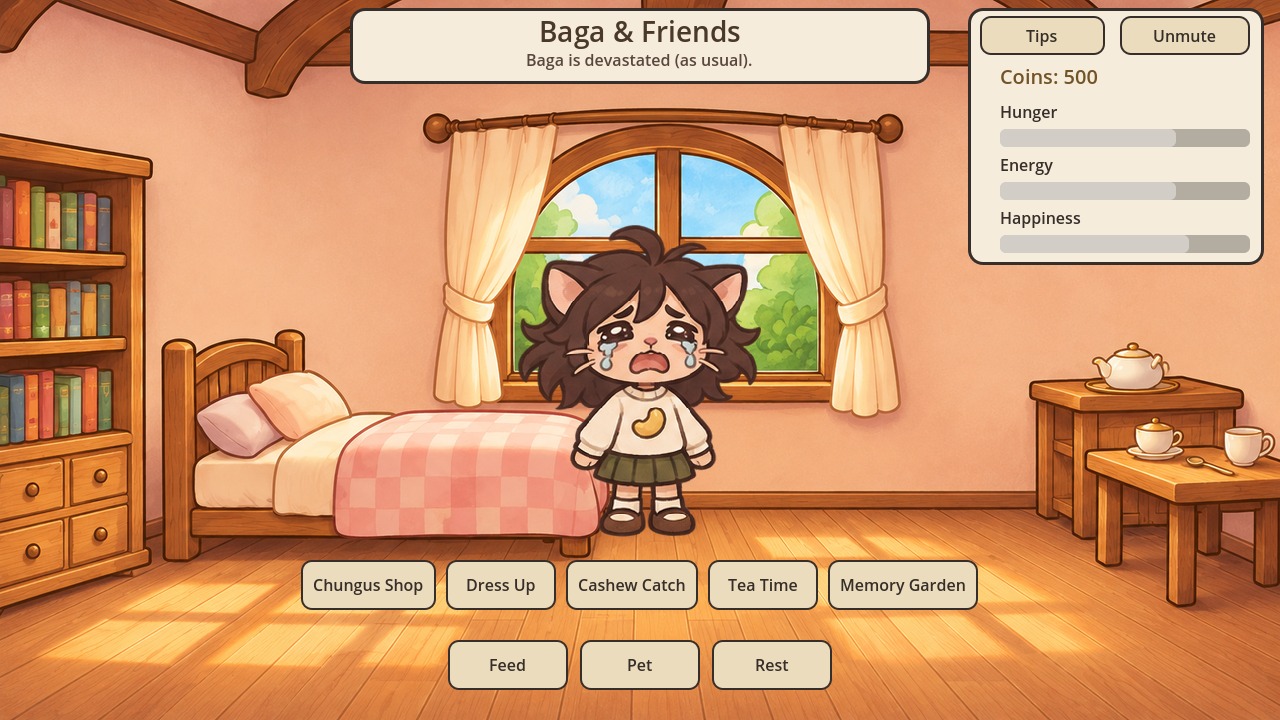 Baga & Friends
Baga is devastated (as usual).
Tips
Unmute
Coins: 500
Hunger
Energy
Happiness
Chungus Shop
Dress Up
Cashew Catch
Tea Time
Memory Garden
Feed
Pet
Rest